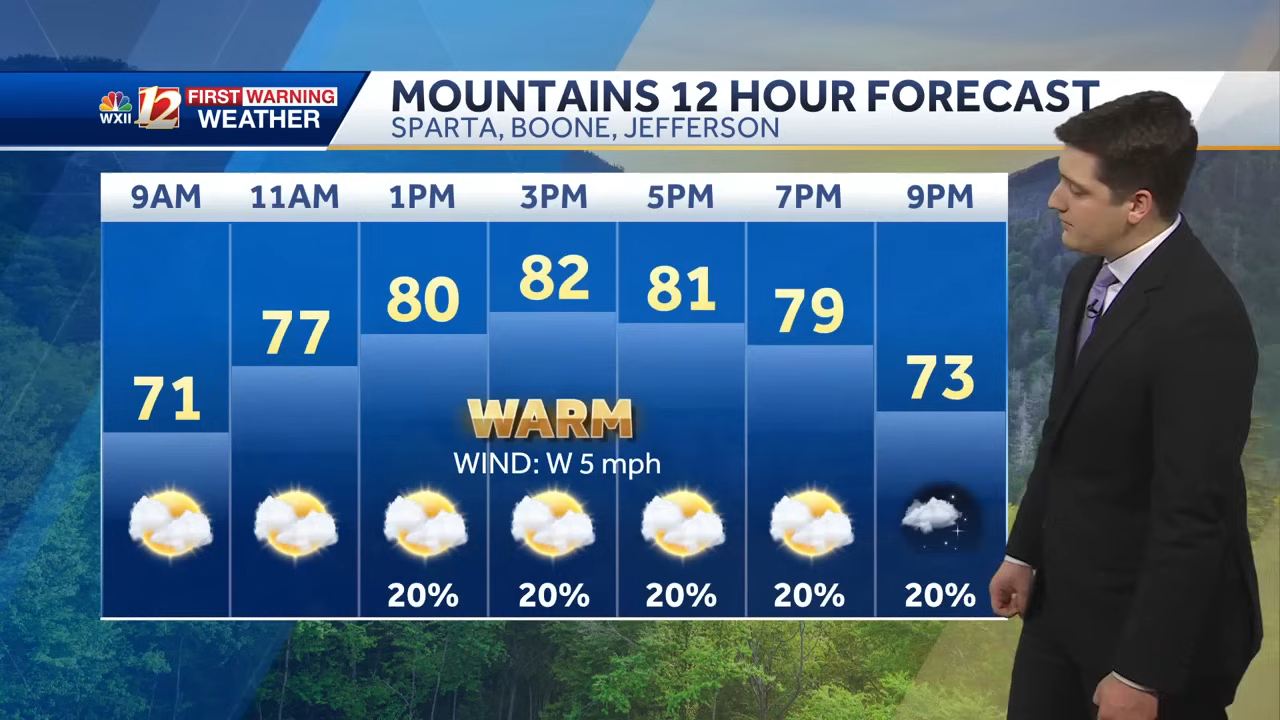 WXII 12 FIRST WARNING
WEATHER
MOUNTAINS 12 HOUR FORECAST
SPARTA, BOONE, JEFFERSON
9AM 11AM 1PM 3PM 5PM 7PM 9PM
71 77 80 82 81 79 73
WARM
WIND: W 5 mph
20% 20% 20% 20% 20%